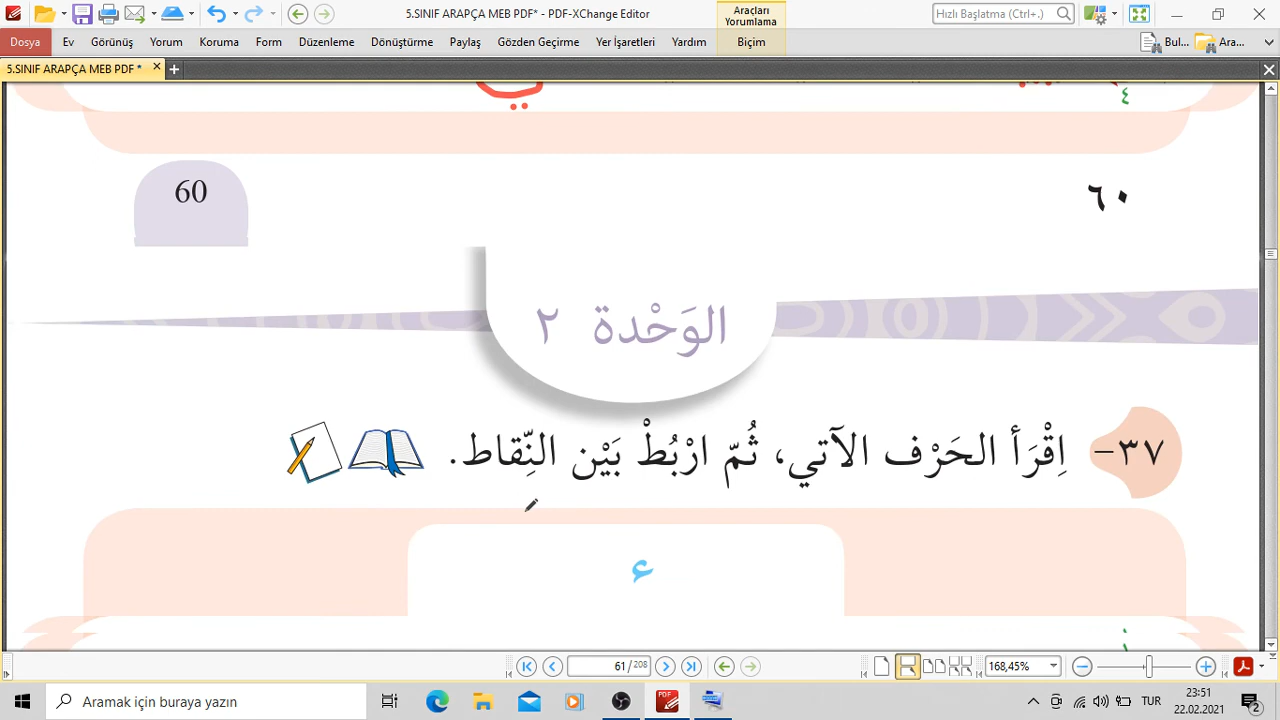 5.SINIF ARAPÇA MEB PDF* - PDF-XChange Editor
Araçları Yorumlama
Hızlı Başlatma (Ctrl+.)
Dosya Ev Görünüş Yorum Koruma Form Düzenleme Dönüştürme Paylaş Gözden Geçirme Yer İşaretleri Yardım Biçim Bul... Ara...
5.SINIF ARAPÇA MEB PDF *
٤
60
٦٠
الوَحْدة ٢
٣٧- اِقْرَأ الحَرْف الآتي، ثُمّ ارْبُطْ بَيْن النِّقاط.
ء
61 / 208
168,45%
Aramak için buraya yazın
TUR
23:51
22.02.2021
2